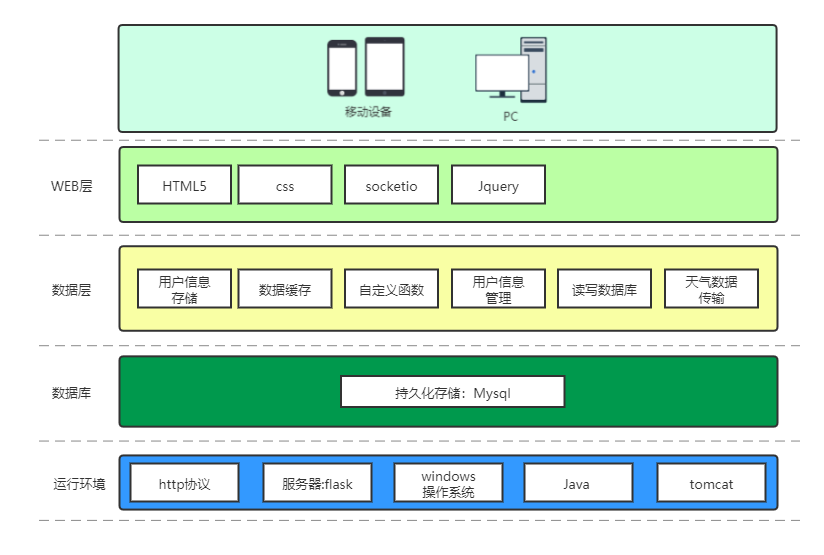 移动设备
PC
WEB层
HTML5
css
socketio
Jquery
数据层
用户信息
存储
数据缓存
自定义函数
用户信息
管理
读写数据库
天气数据
传输
数据库
持久化存储：Mysql
运行环境
http协议
服务器:flask
windows
操作系统
Java
tomcat